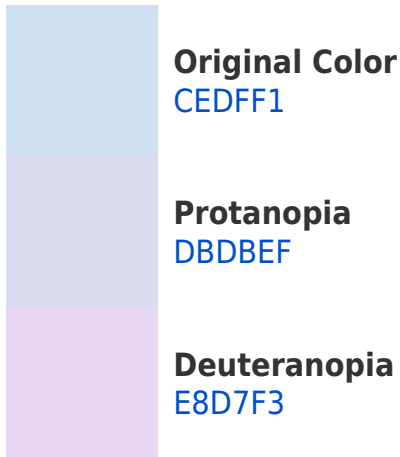 Original Color
CEDFF1
Protanopia
DBDBEF
Deuteranopia
E8D7F3